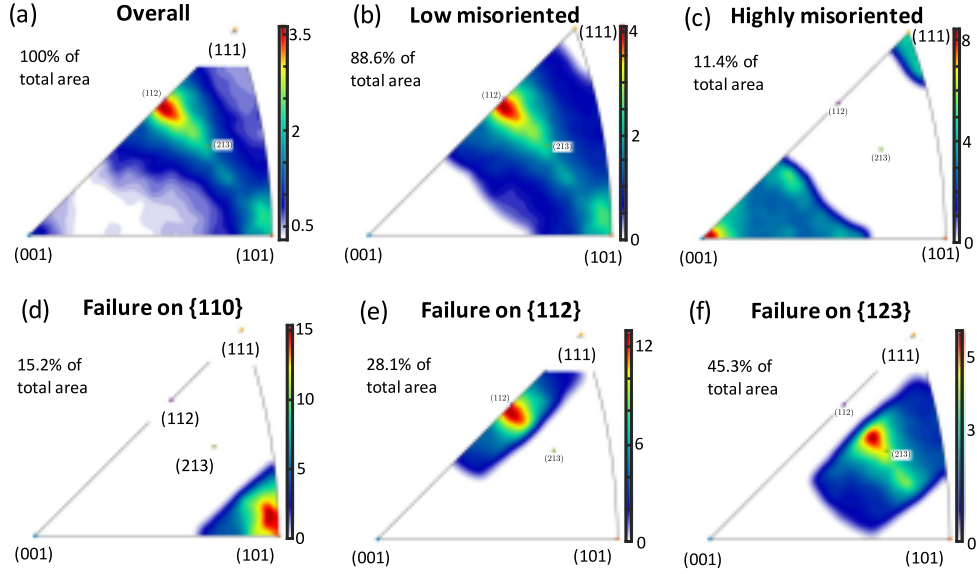 (a) Overall
100% of
total area
(111)
(112)
(213)
(001)
(101)
3.5
2
0.5
(b) Low misoriented
88.6% of
total area
(111)
(112)
(213)
(001)
(101)
4
2
0
(c) Highly misoriented
11.4% of
total area
(111)
(112)
(213)
(001)
(101)
8
4
0
(d) Failure on {110}
15.2% of
total area
(111)
(112)
(213)
(001)
(101)
15
10
5
0
(e) Failure on {112}
28.1% of
total area
(111)
(112)
(213)
(001)
(101)
12
6
0
(f) Failure on {123}
45.3% of
total area
(111)
(112)
(213)
(001)
(101)
5
3
0